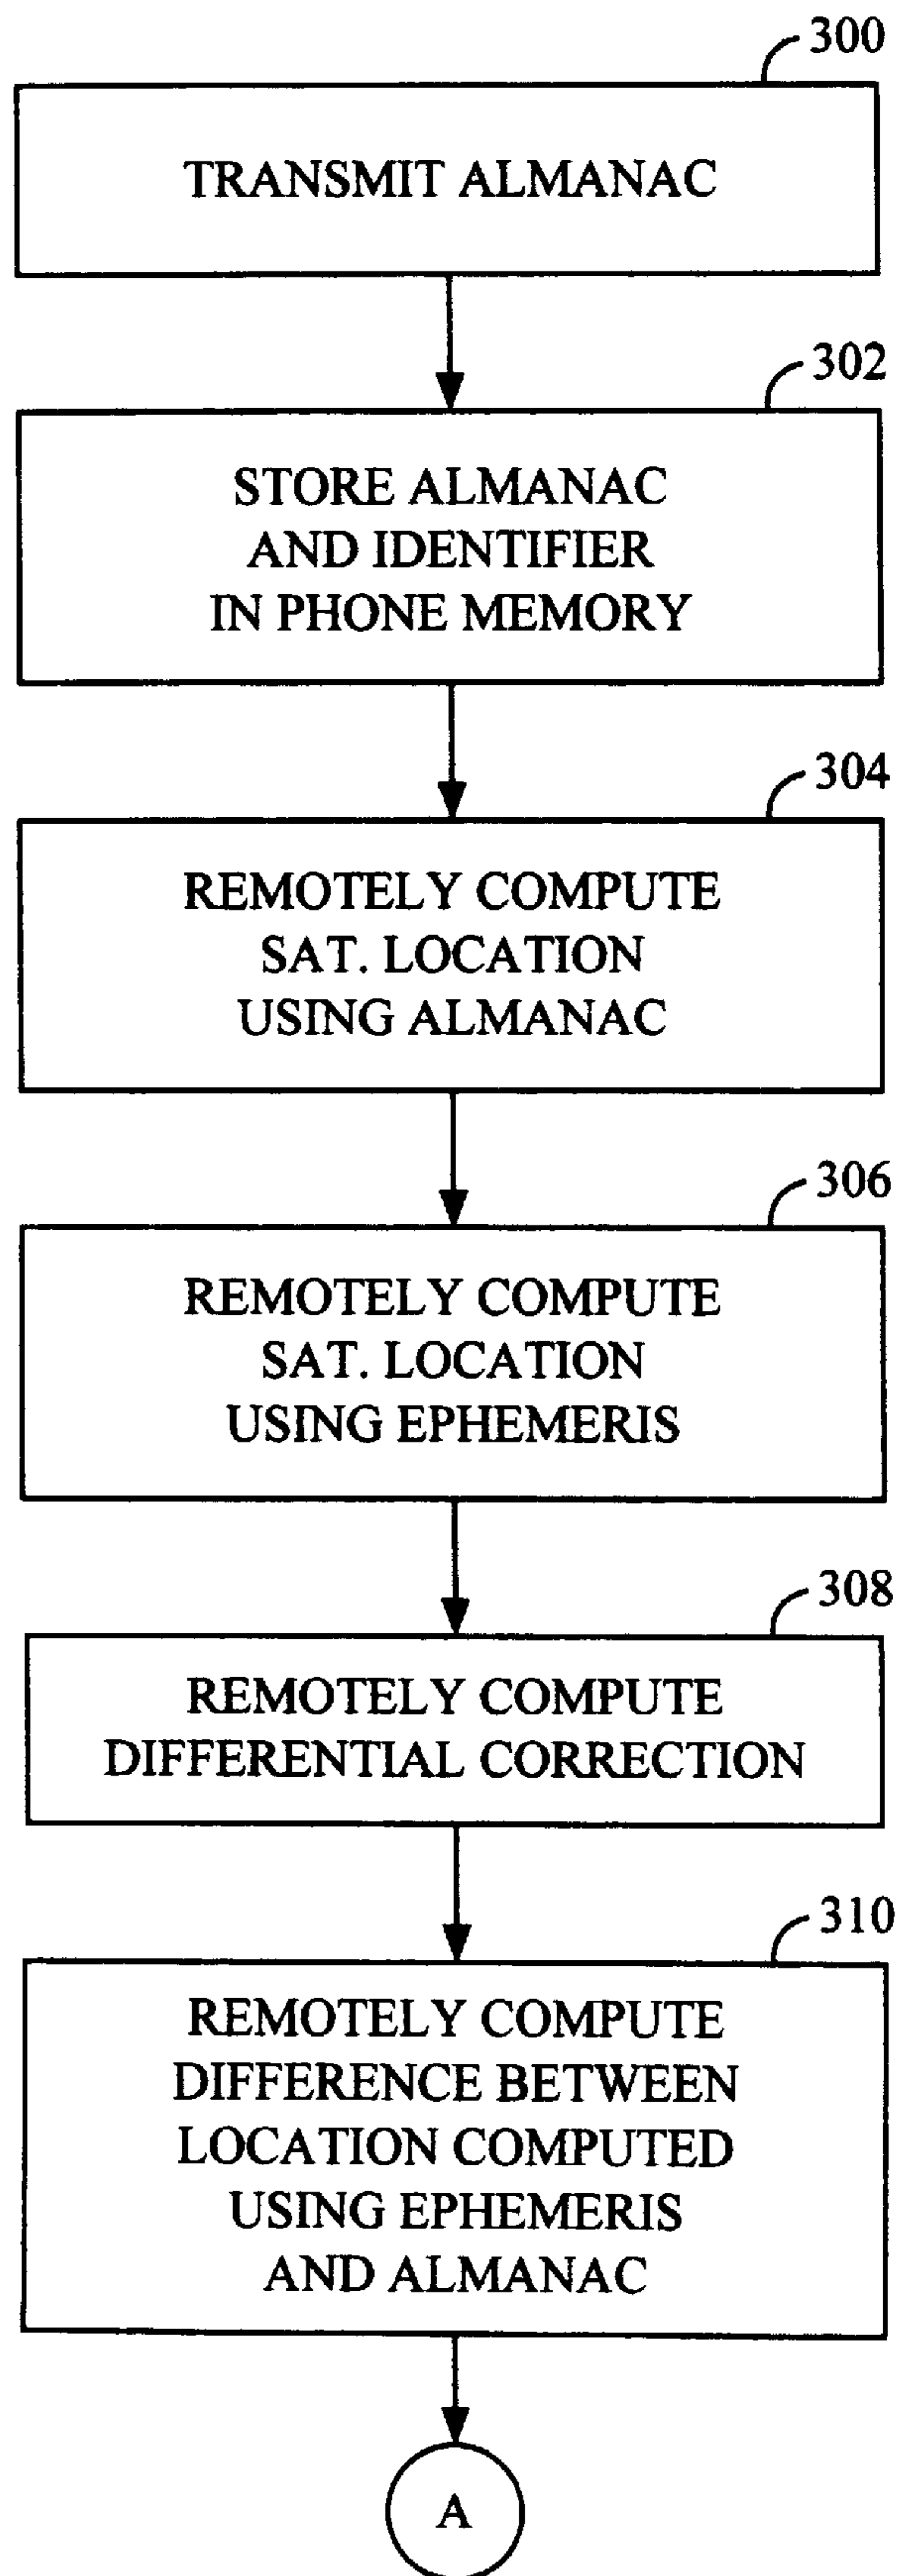 300
TRANSMIT ALMANAC
302
STORE ALMANAC
AND IDENTIFIER
IN PHONE MEMORY
304
REMOTELY COMPUTE
SAT. LOCATION
USING ALMANAC
306
REMOTELY COMPUTE
SAT. LOCATION
USING EPHEMERIS
308
REMOTELY COMPUTE
DIFFERENTIAL CORRECTION
310
REMOTELY COMPUTE
DIFFERENCE BETWEEN
LOCATION COMPUTED
USING EPHEMERIS
AND ALMANAC
A